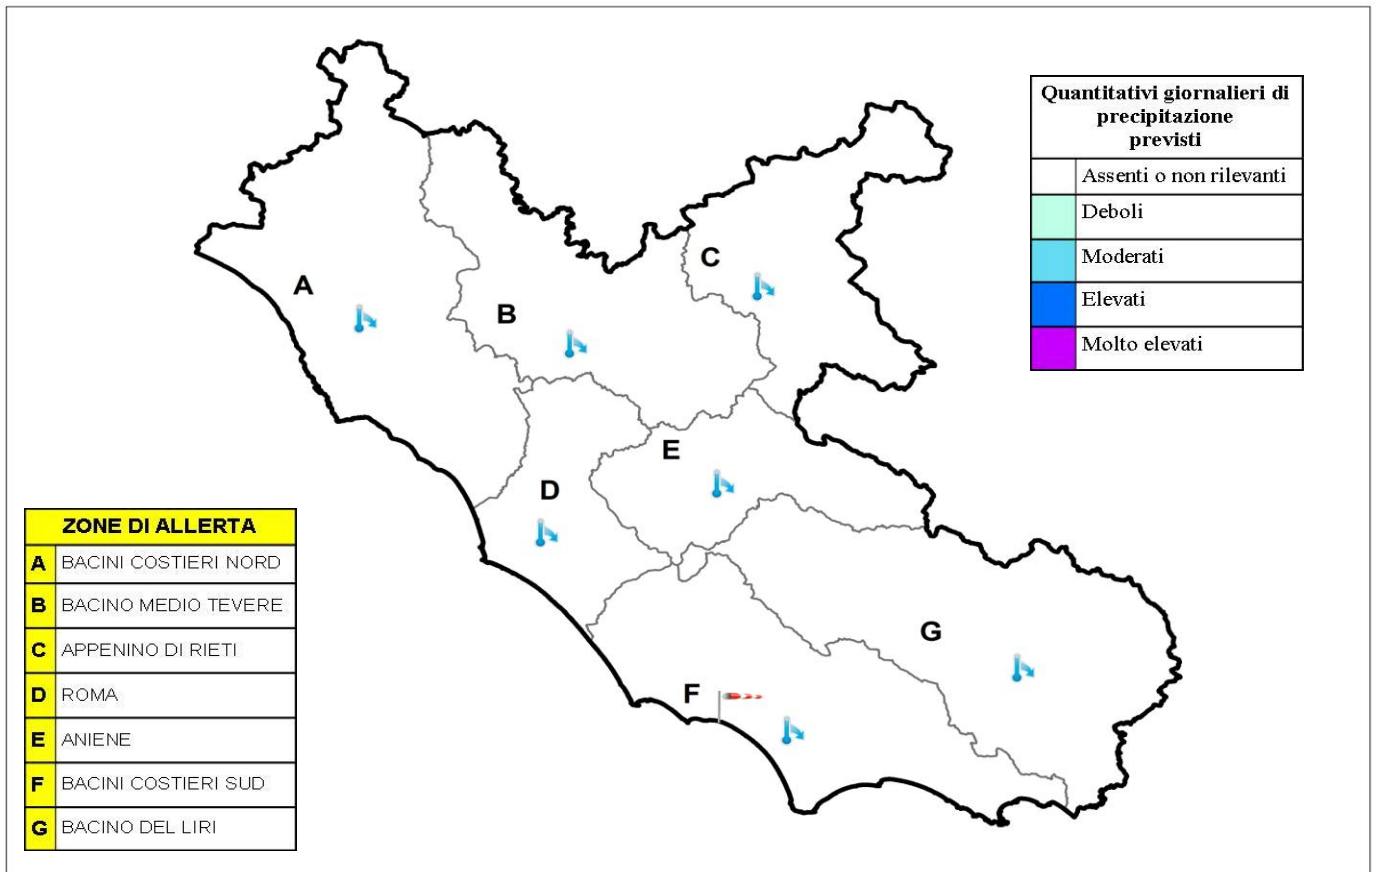 Quantitativi giornalieri di
precipitazione
previsti
Assenti o non rilevanti
Deboli
Moderati
Elevati
Molto elevati
A
B
C
D
E
F
G
ZONE DI ALLERTA
A BACINI COSTIERI NORD
B BACINO MEDIO TEVERE
C APPENINO DI RIETI
D ROMA
E ANIENE
F BACINI COSTIERI SUD
G BACINO DEL LIRI